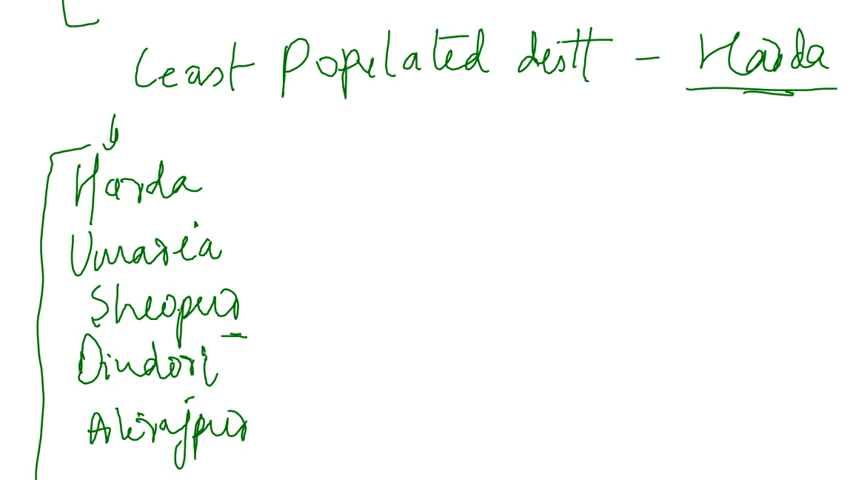 Least Populated distt - Harda
Harda
Umaria
Sheopur
Dindori
Alirajpur